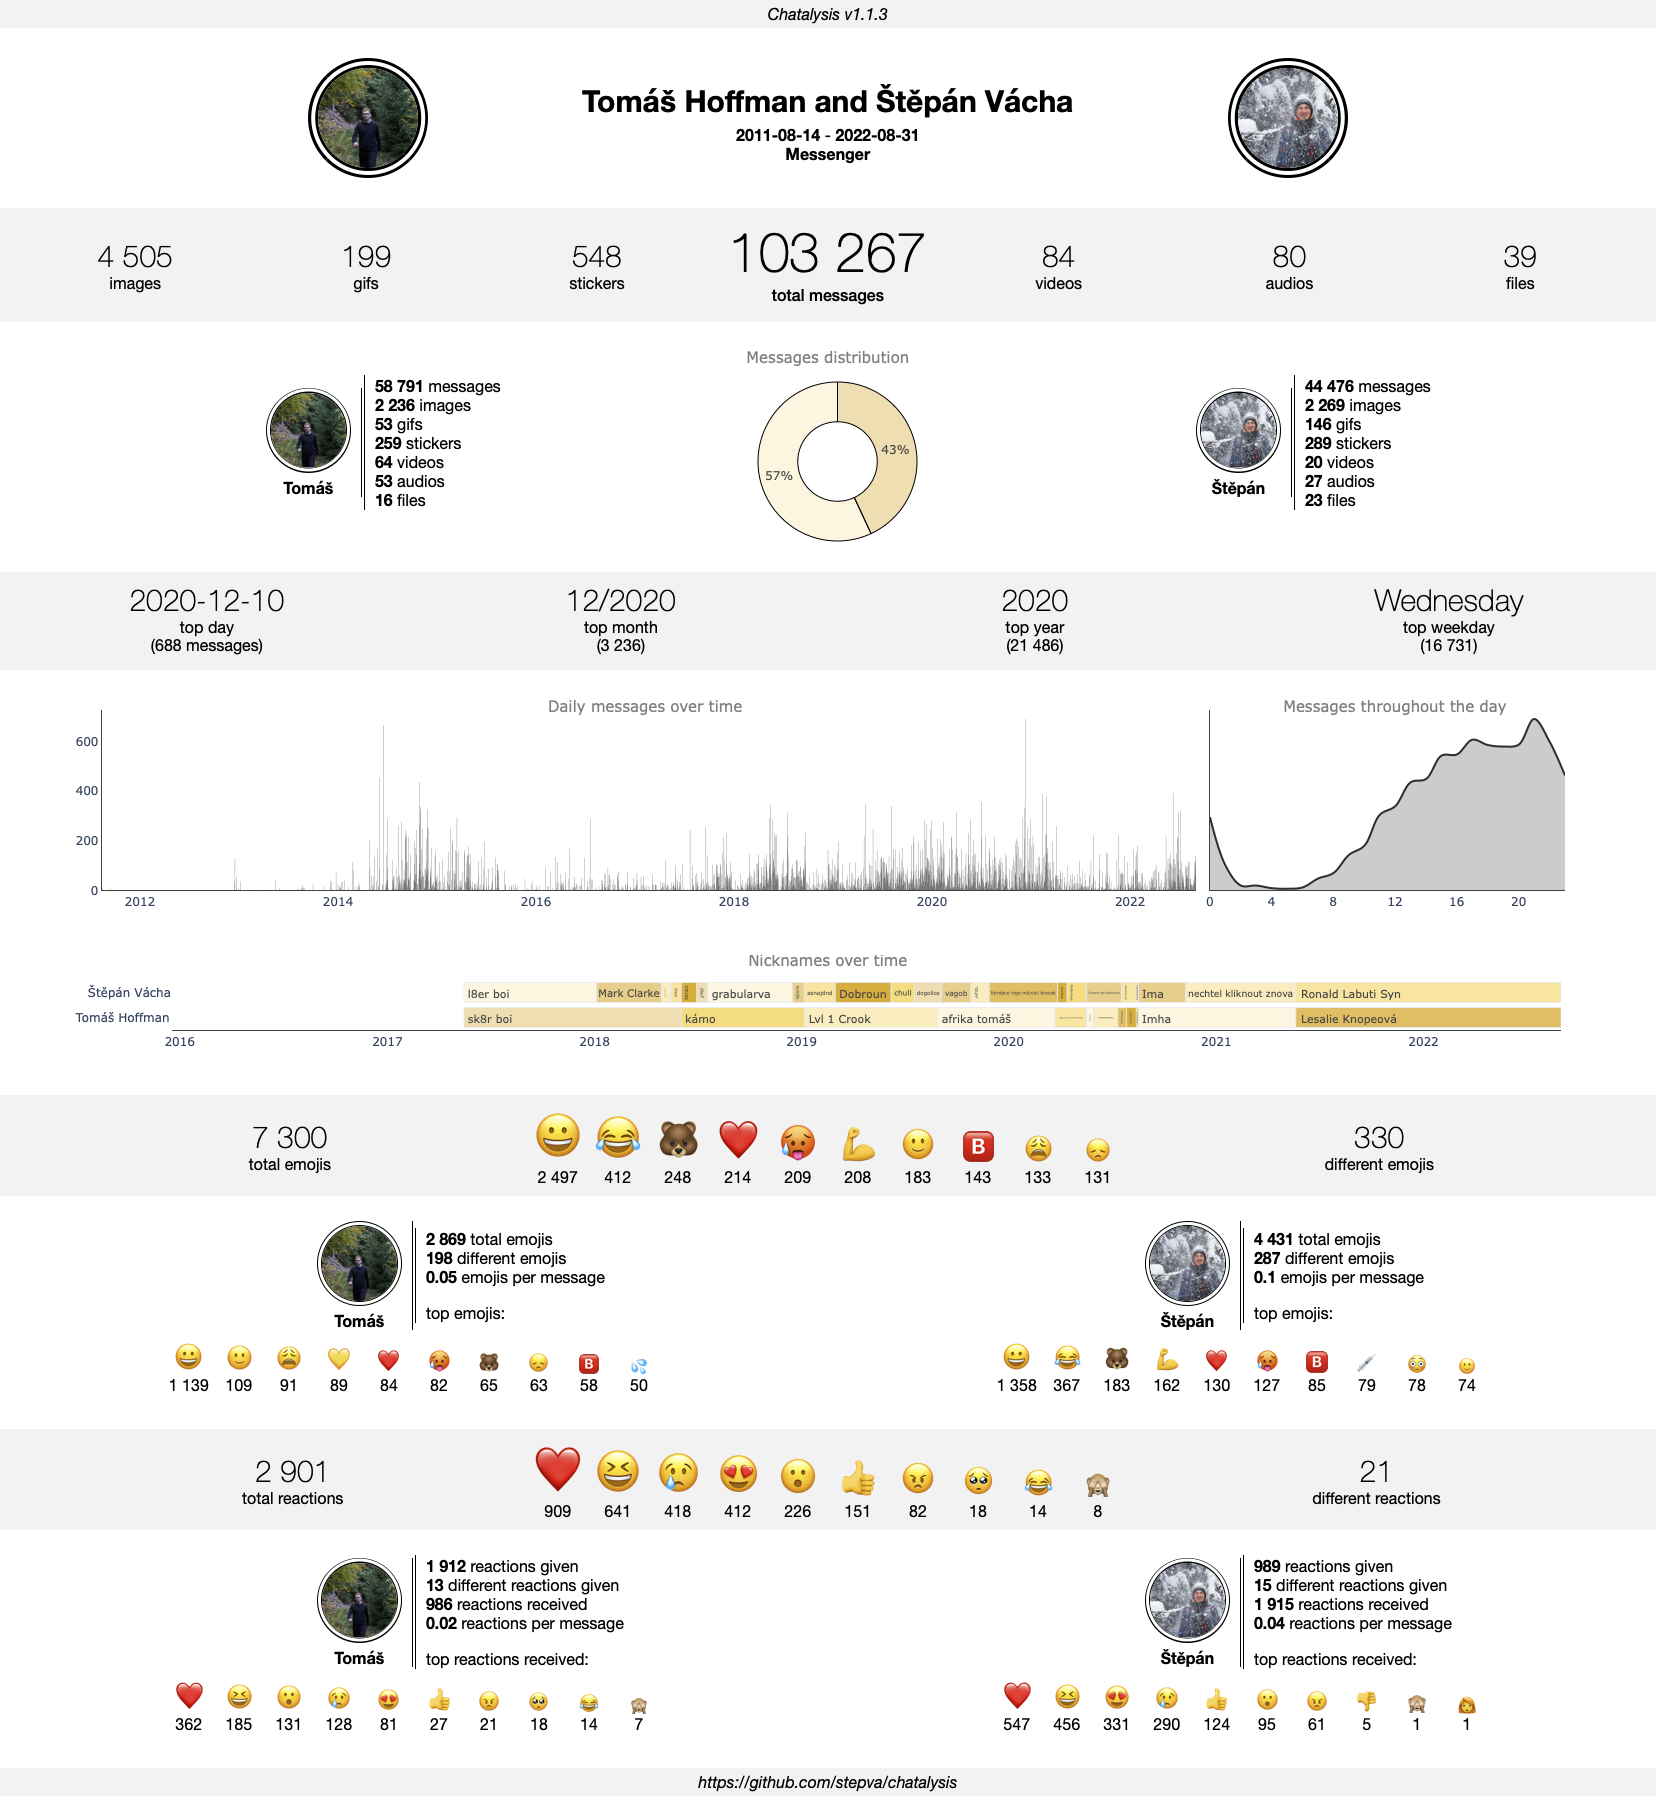 Chatalysis v1.1.3
Tomáš Hoffman and Štěpán Vácha
2011-08-14 - 2022-08-31
Messenger
4 505 199 548 103 267 84 80 39
images gifs stickers total messages videos audios files
Messages distribution
58 791 messages
2 236 images
53 gifs
259 stickers
64 videos
53 audios
16 files
Tomáš
43%
57%
44 476 messages
2 269 images
146 gifs
289 stickers
20 videos
27 audios
23 files
Štěpán
2020-12-10 12/2020 2020 Wednesday
top day top month top year top weekday
(688 messages) (3 236) (21 486) (16 731)
Daily messages over time
600
400
200
0
2012 2014 2016 2018 2020 2022
Messages throughout the day
0 4 8 12 16 20
Nicknames over time
Štěpán Vácha l8er boi Mark Clarke grabularva asnajdnd Dobroun chull dogolice vagob Ima nechtel kliknout znova Ronald Labuti Syn
Tomáš Hoffman sk8r boi kámo Lvl 1 Crook afrika tomáš Imha Lesalie Knopeová
2016 2017 2018 2019 2020 2021 2022
7 300
total emojis
2 497 412 248 214 209 208 183 B 143 133 131
330
different emojis
2 869 total emojis
198 different emojis
0.05 emojis per message
top emojis:
Tomáš
1 139 109 91 89 84 82 65 63 B 58 50
4 431 total emojis
287 different emojis
0.1 emojis per message
top emojis:
Štěpán
1 358 367 183 162 130 127 B 85 79 78 74
2 901
total reactions
909 641 418 412 226 151 82 18 14 8
21
different reactions
1 912 reactions given
13 different reactions given
986 reactions received
0.02 reactions per message
top reactions received:
Tomáš
362 185 131 128 81 27 21 18 14 7
989 reactions given
15 different reactions given
1 915 reactions received
0.04 reactions per message
top reactions received:
Štěpán
547 456 331 290 124 95 61 5 1 1
https://github.com/stepva/chatalysis